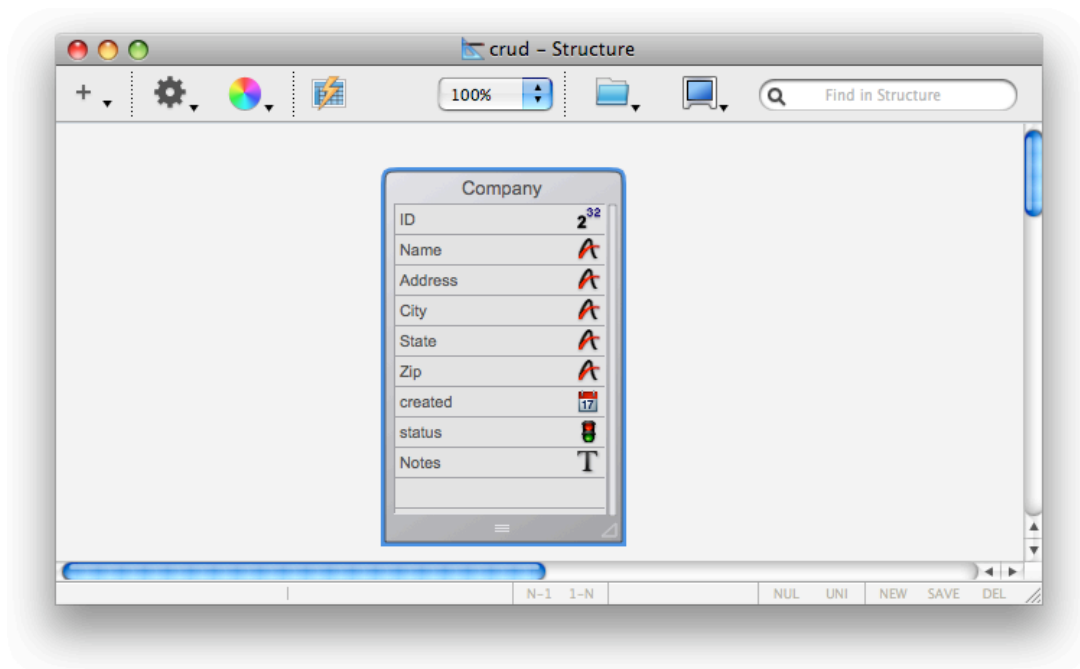 crud – Structure
100%
Find in Structure
Company
ID 2^32
Name
Address
City
State
Zip
created 17
status
Notes T
N-1 1-N NUL UNI NEW SAVE DEL